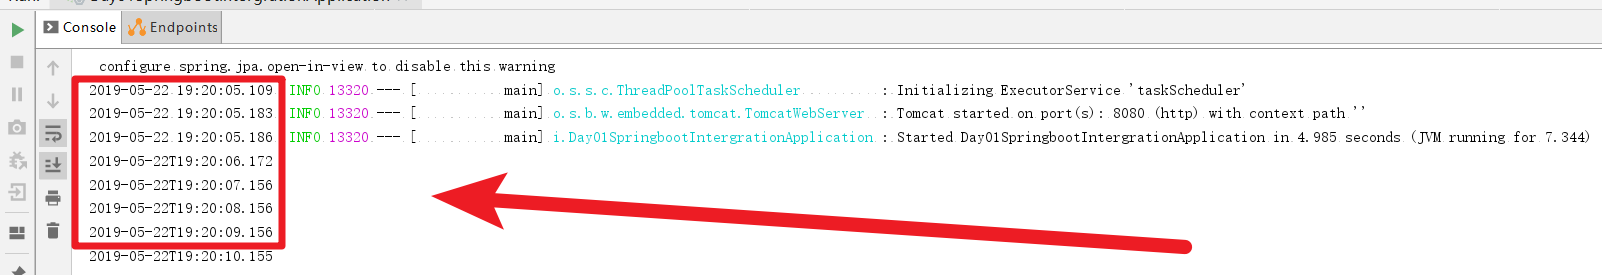 Console Endpoints
configure spring.jpa.open-in-view to disable this warning
2019-05-22 19:20:05.109 INFO 13320 --- [ main] o.s.s.c.ThreadPoolTaskScheduler : Initializing ExecutorService 'taskScheduler'
2019-05-22 19:20:05.183 INFO 13320 --- [ main] o.s.b.w.embedded.tomcat.TomcatWebServer : Tomcat started on port(s): 8080 (http) with context path ''
2019-05-22 19:20:05.186 INFO 13320 --- [ main] i.Day01SpringbootIntergrationApplication : Started Day01SpringbootIntergrationApplication in 4.985 seconds (JVM running for 7.344)
2019-05-22T19:20:06.172
2019-05-22T19:20:07.156
2019-05-22T19:20:08.156
2019-05-22T19:20:09.156
2019-05-22T19:20:10.155